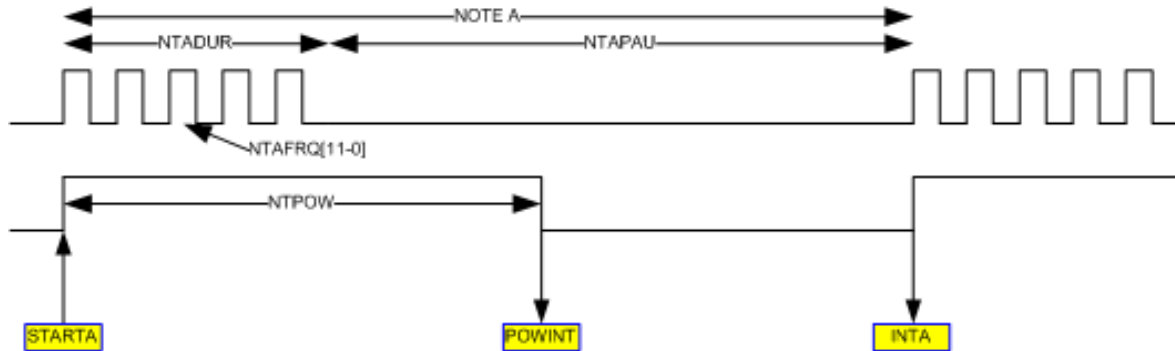 NOTE A
NTADUR
NTAPAU
NTAFRQ[11-0]
NTPOW
STARTA
POWINT
INTA